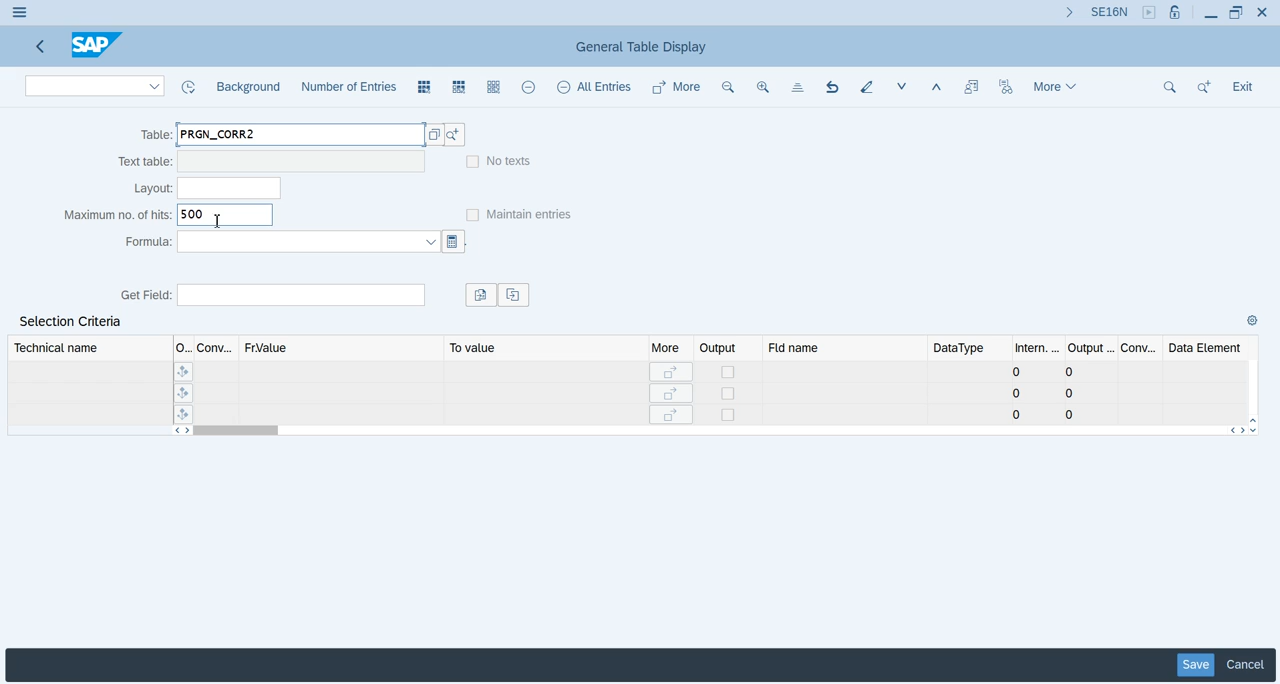 SE16N
SAP
General Table Display
Background Number of Entries All Entries More More Exit
Table: PRGN_CORR2
Text table: No texts
Layout:
Maximum no. of hits: 500 Maintain entries
Formula:
Get Field:
Selection Criteria
Technical name O... Conv... Fr.Value To value More Output Fld name DataType Intern. ... Output ... Conv... Data Element
0 0
0 0
0 0
Save Cancel